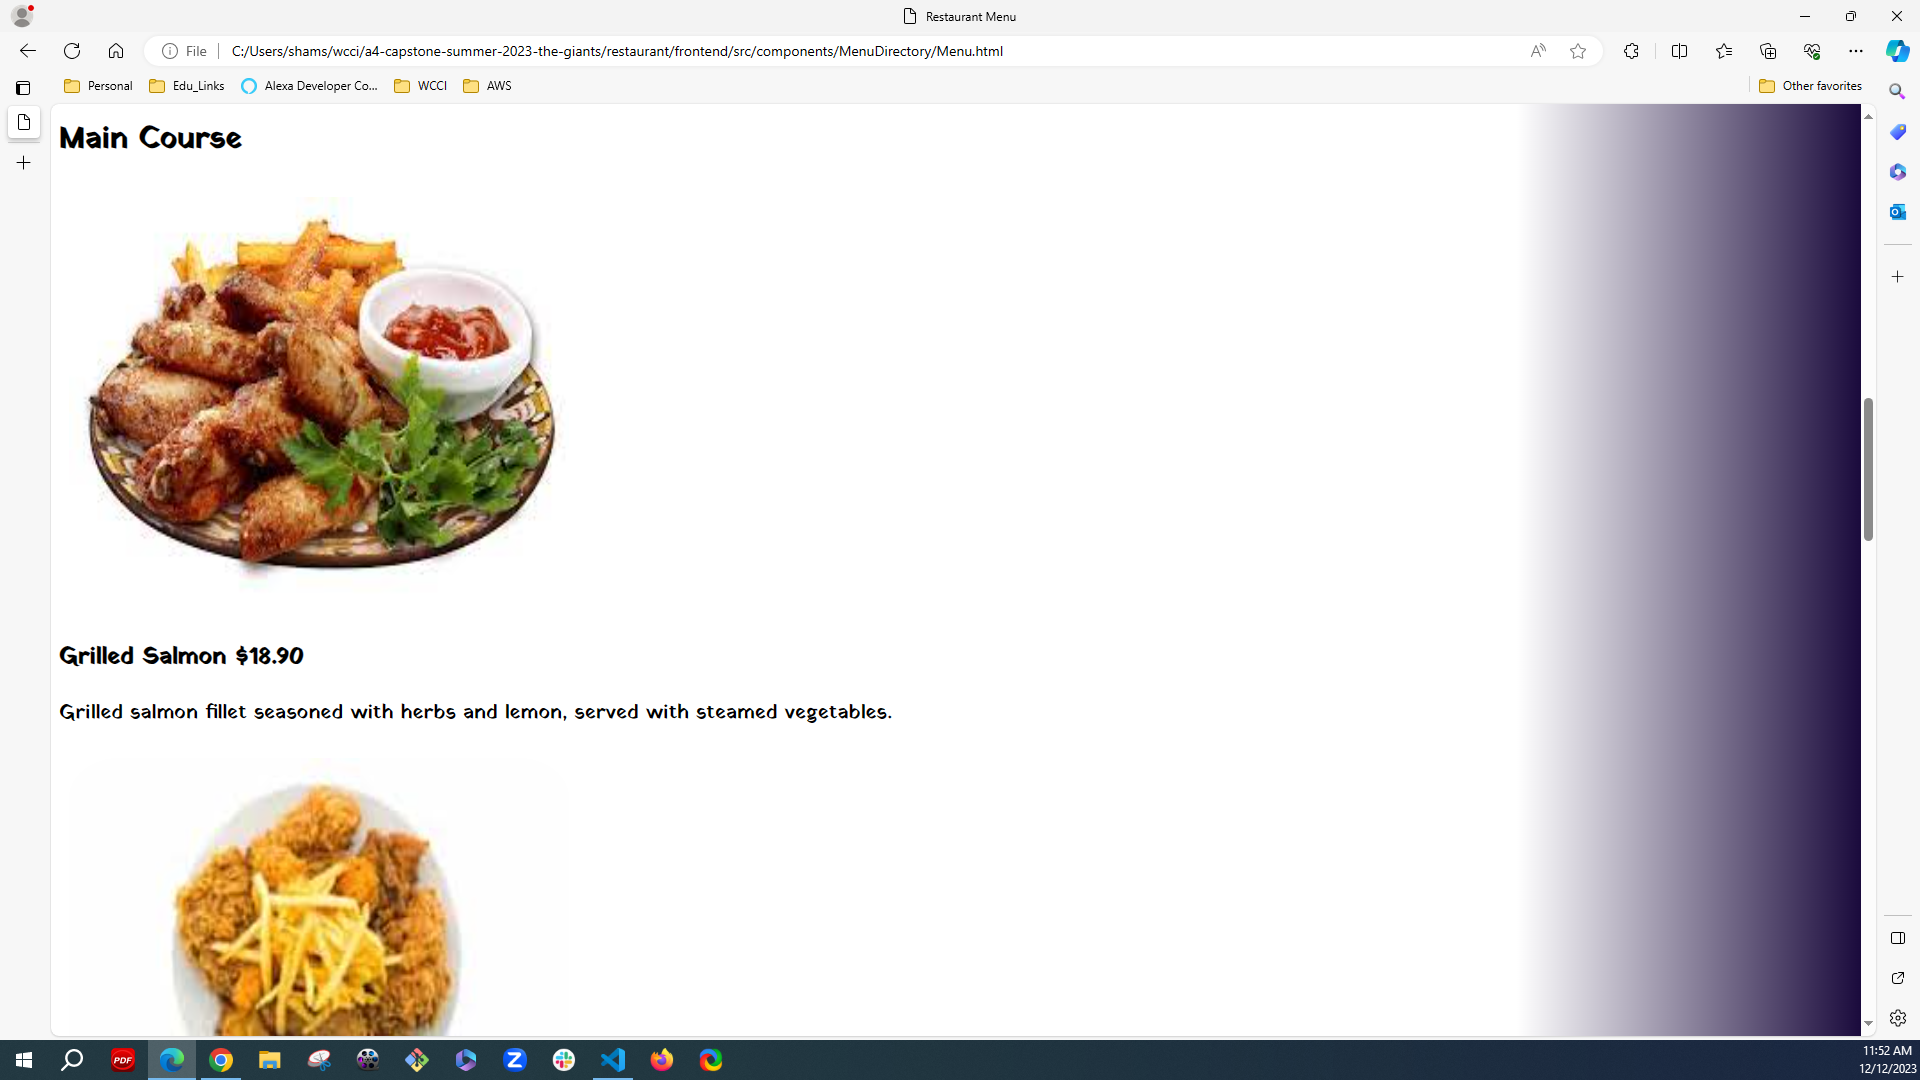 Restaurant Menu
File
C:/Users/shams/wcci/a4-capstone-summer-2023-the-giants/restaurant/frontend/src/components/MenuDirectory/Menu.html
Personal
Edu_Links
Alexa Developer Co...
WCCI
AWS
Other favorites
Main Course
Grilled Salmon $18.90
Grilled salmon fillet seasoned with herbs and lemon, served with steamed vegetables.
PDF
11:52 AM
12/12/2023